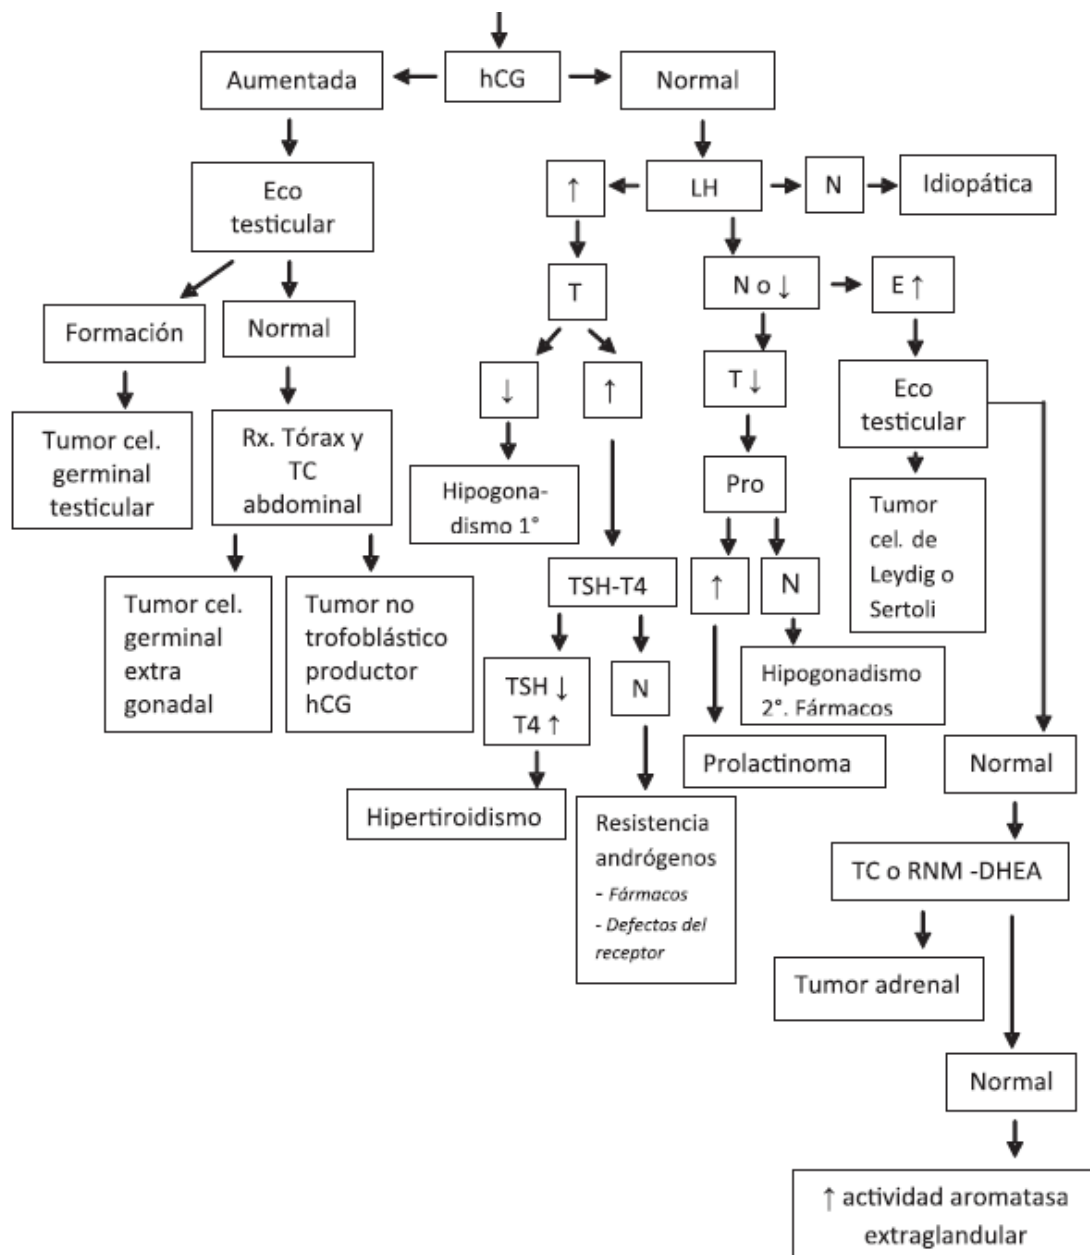 Aumentada
hCG
Normal
Eco
testicular
↑
LH
N
Idiopática
T
N o ↓
E ↑
Formación
Normal
↓
↑
T ↓
Eco
testicular
Tumor cel.
germinal
testicular
Rx. Tórax y
TC
abdominal
Hipogona-
dismo 1°
Pro
Tumor
cel. de
Leydig o
Sertoli
TSH-T4
↑
N
Tumor cel.
germinal
extra
gonadal
Tumor no
trofoblástico
productor
hCG
TSH ↓
T4 ↑
N
Hipogonadismo
2°. Fármacos
Prolactinoma
Normal
Hipertiroidismo
Resistencia
andrógenos
- Fármacos
- Defectos del
receptor
TC o RNM -DHEA
Tumor adrenal
Normal
↑ actividad aromatasa
extraglandular